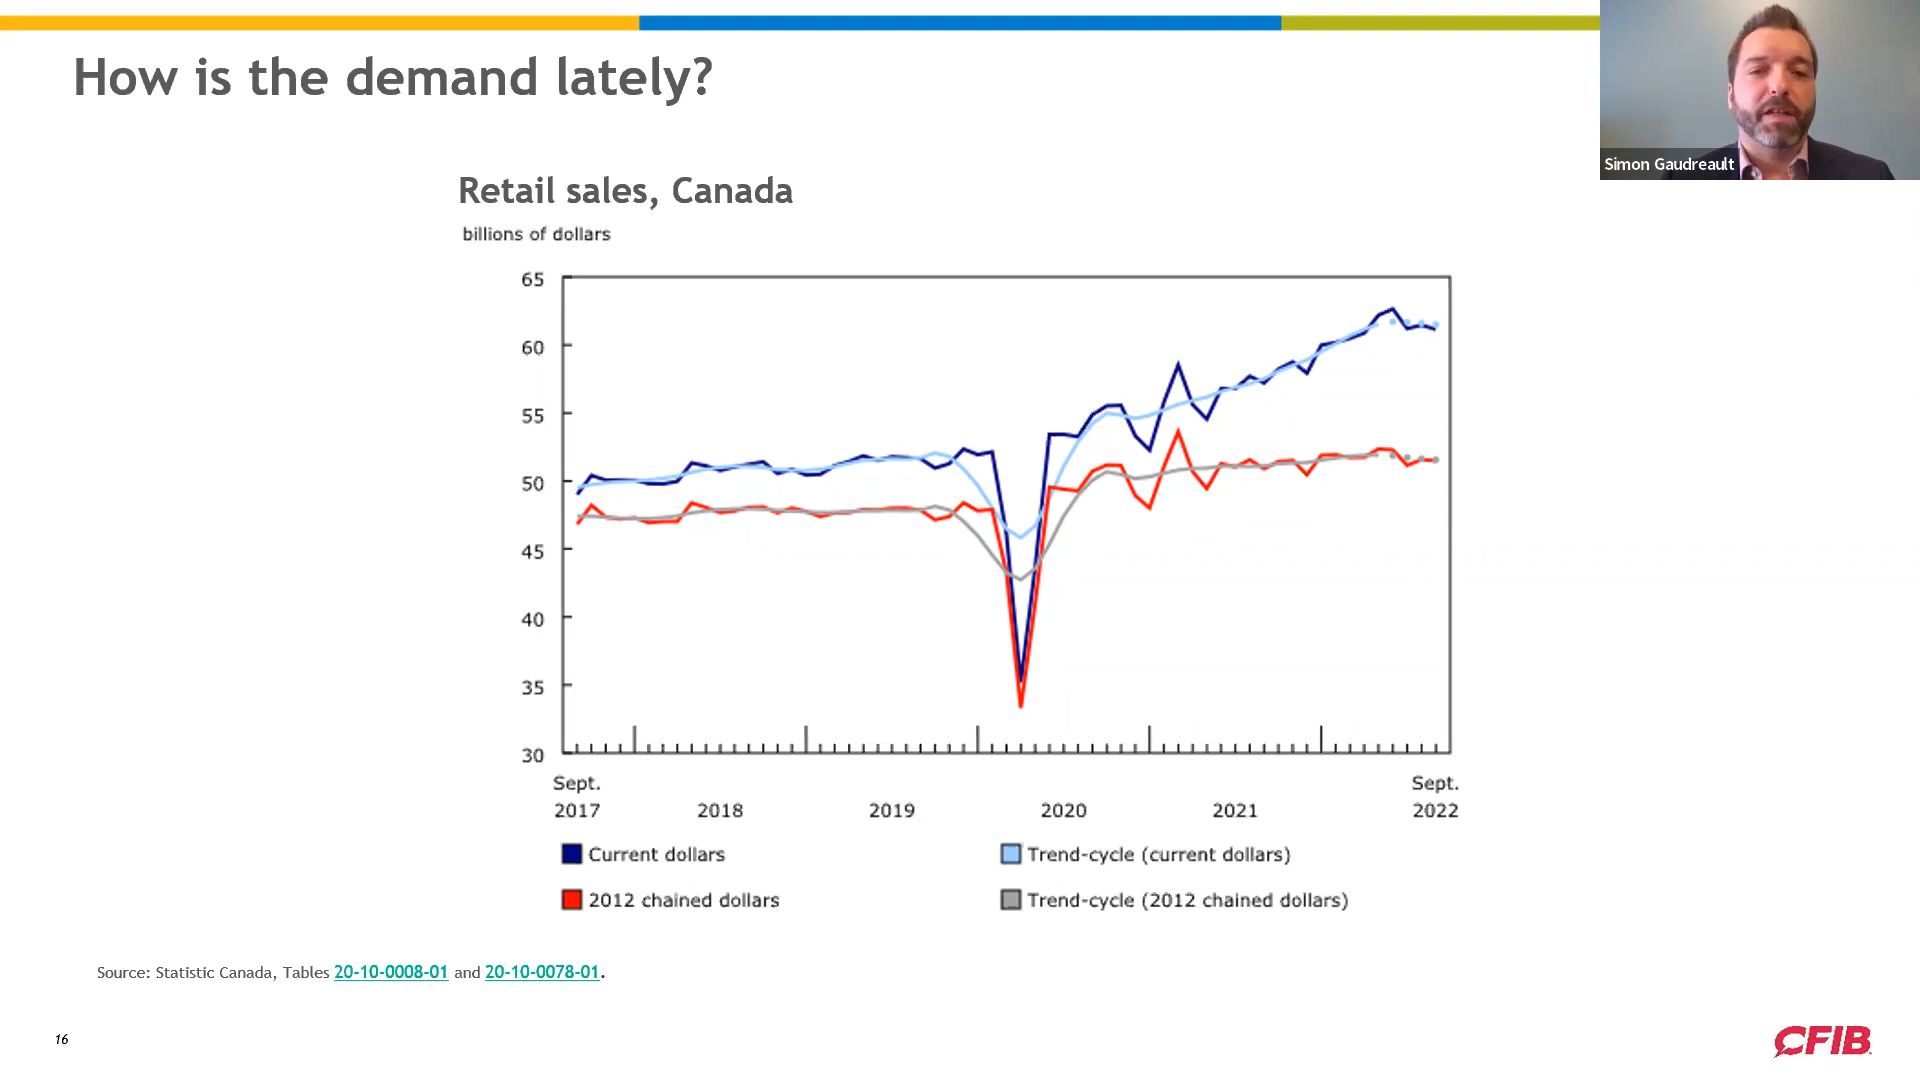 How is the demand lately?
Simon Gaudreault
Retail sales, Canada
billions of dollars
65
60
55
50
45
40
35
30
Sept. Sept.
2017 2018 2019 2020 2021 2022
Current dollars Trend-cycle (current dollars)
2012 chained dollars Trend-cycle (2012 chained dollars)
Source: Statistic Canada, Tables 20-10-0008-01 and 20-10-0078-01.
16
CFIB